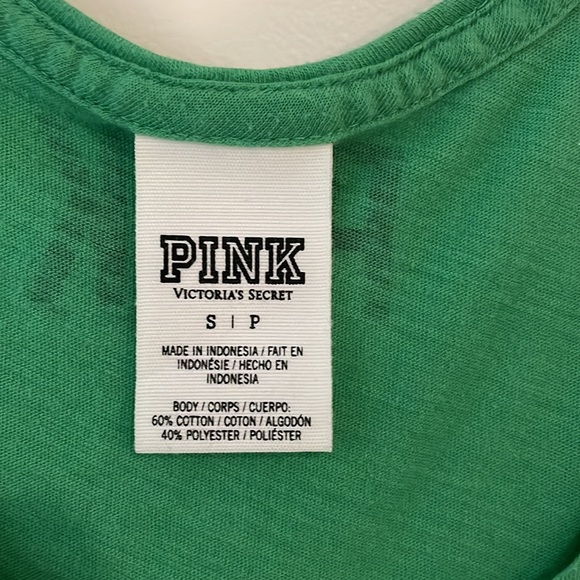 PINK
VICTORIA'S SECRET
S | P
MADE IN INDONESIA / FAIT EN
INDONÉSIE / HECHO EN
INDONESIA
BODY / CORPS / CUERPO:
60% COTTON / COTON / ALGODÓN
40% POLYESTER / POLIÉSTER